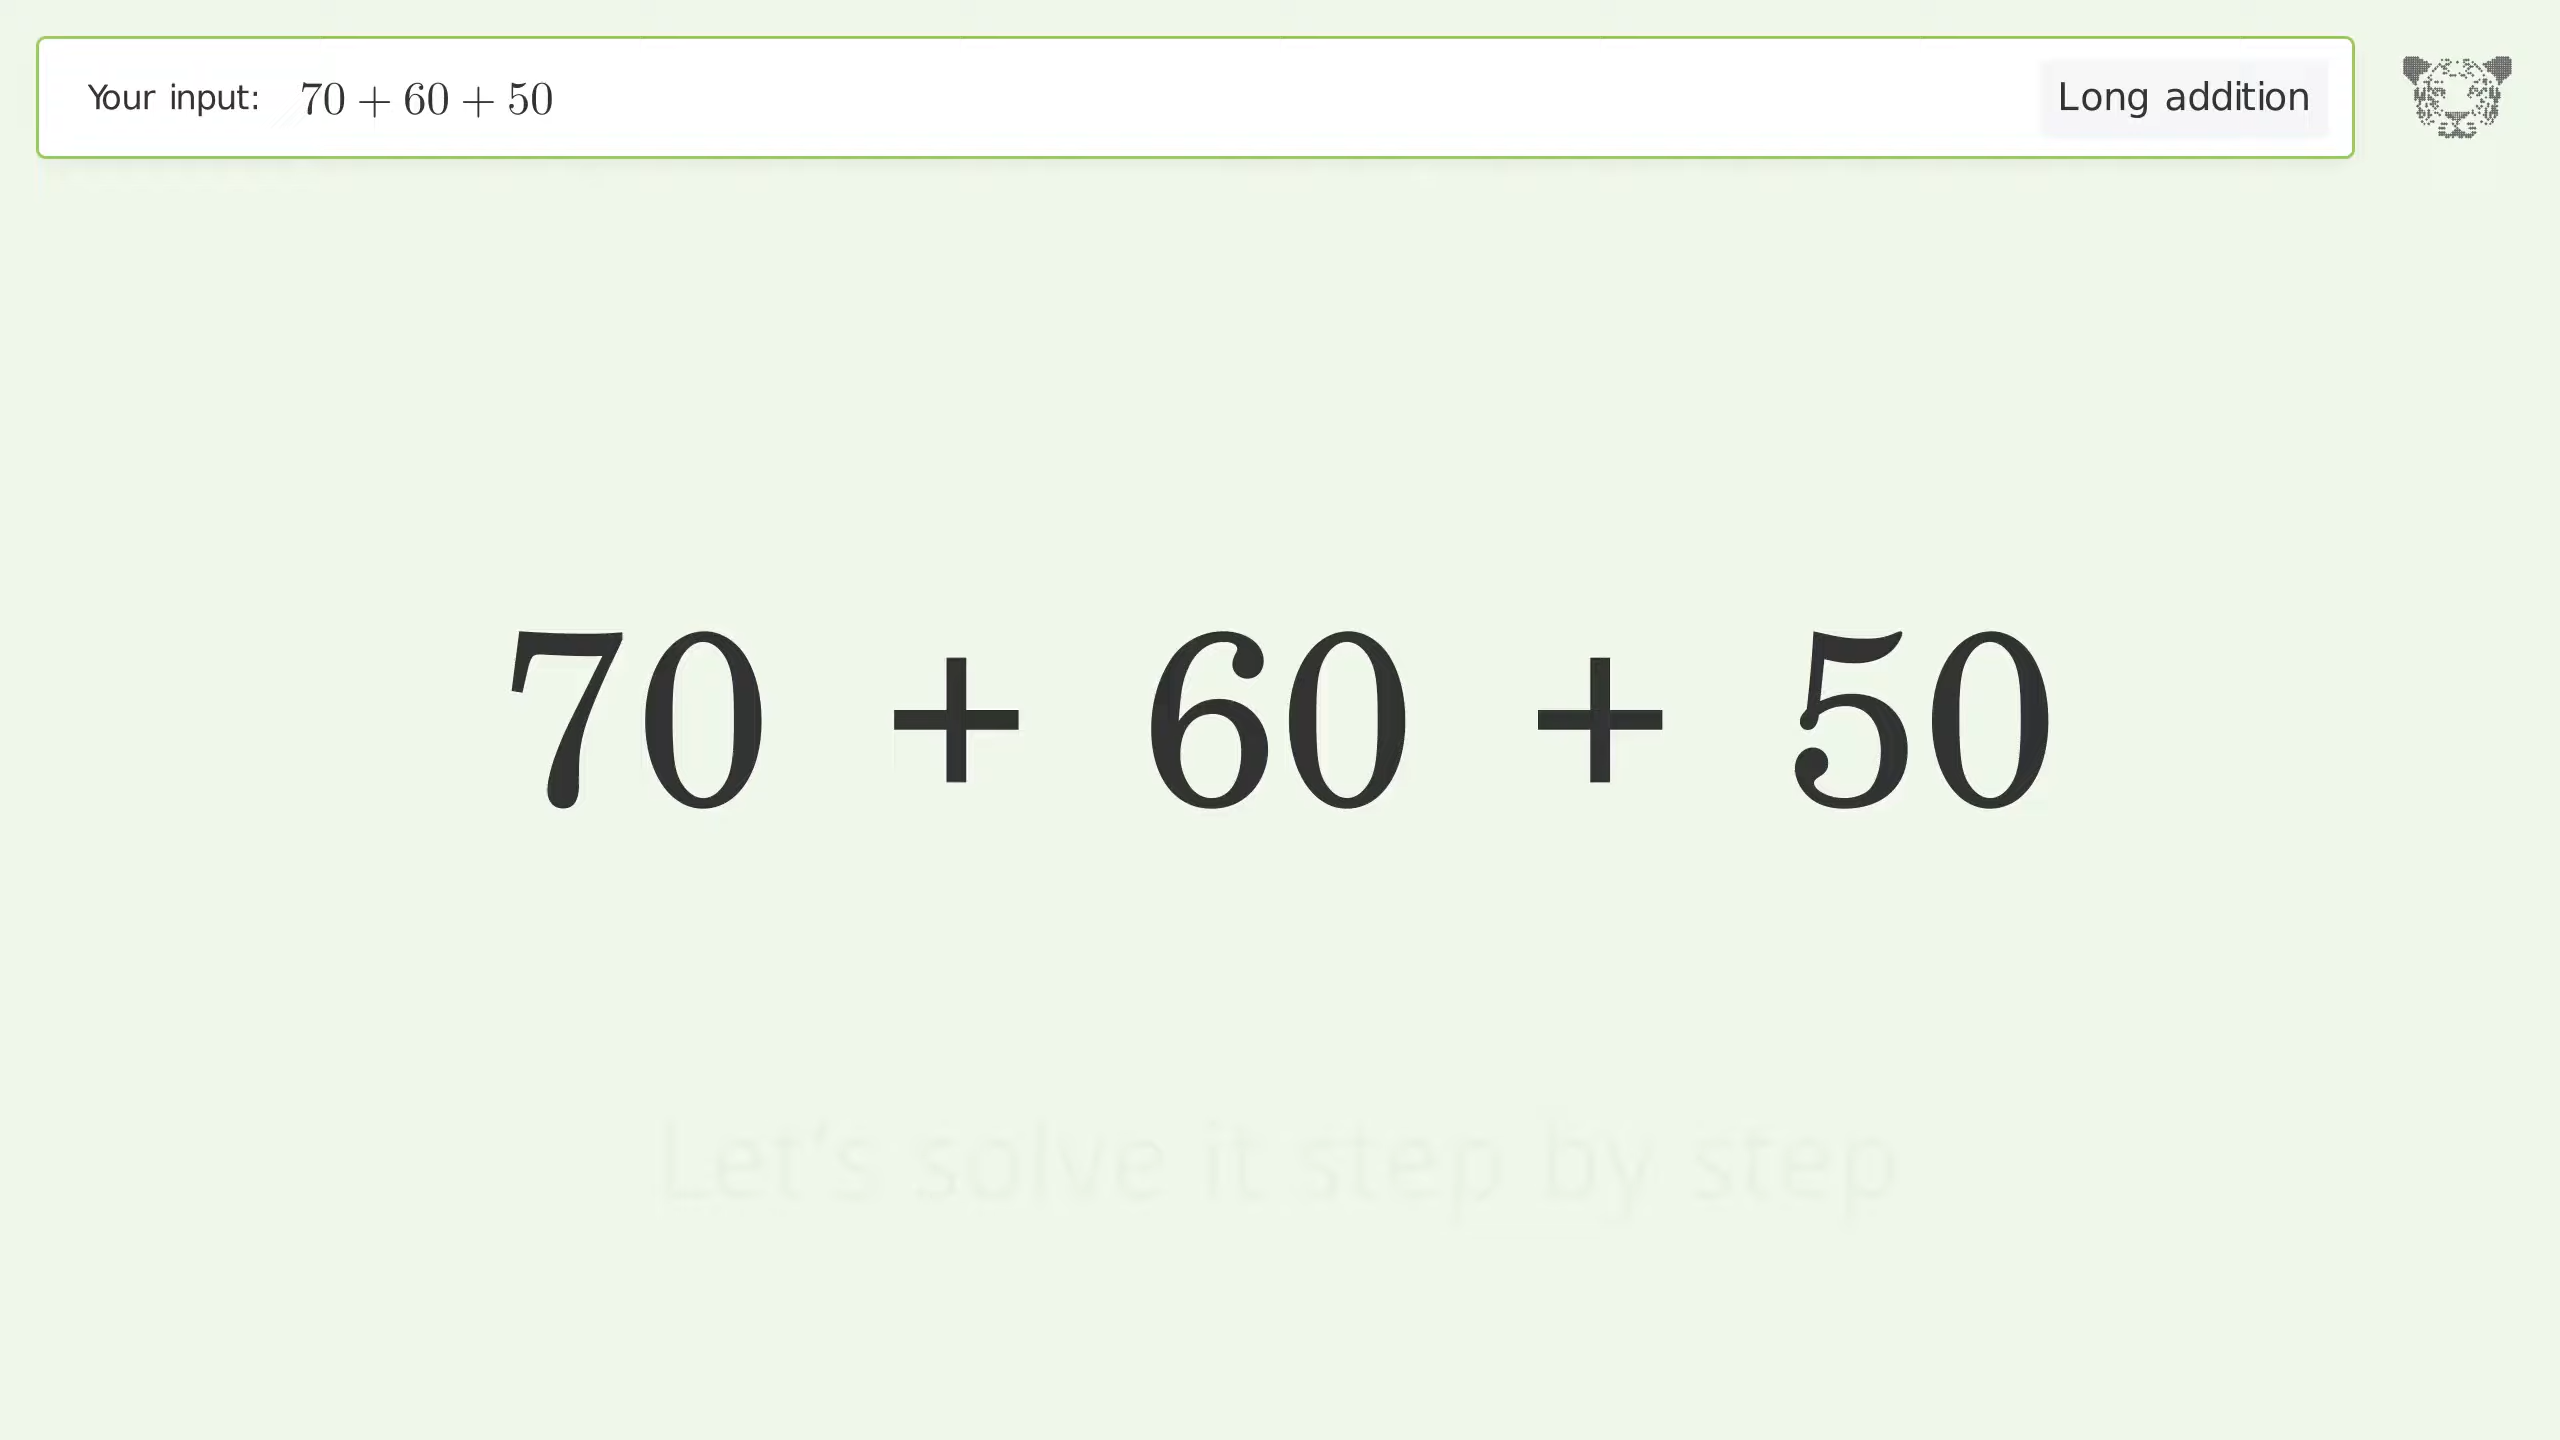 Your input: 70 + 60 + 50
Long addition
70 + 60 + 50
Let's solve it step by step